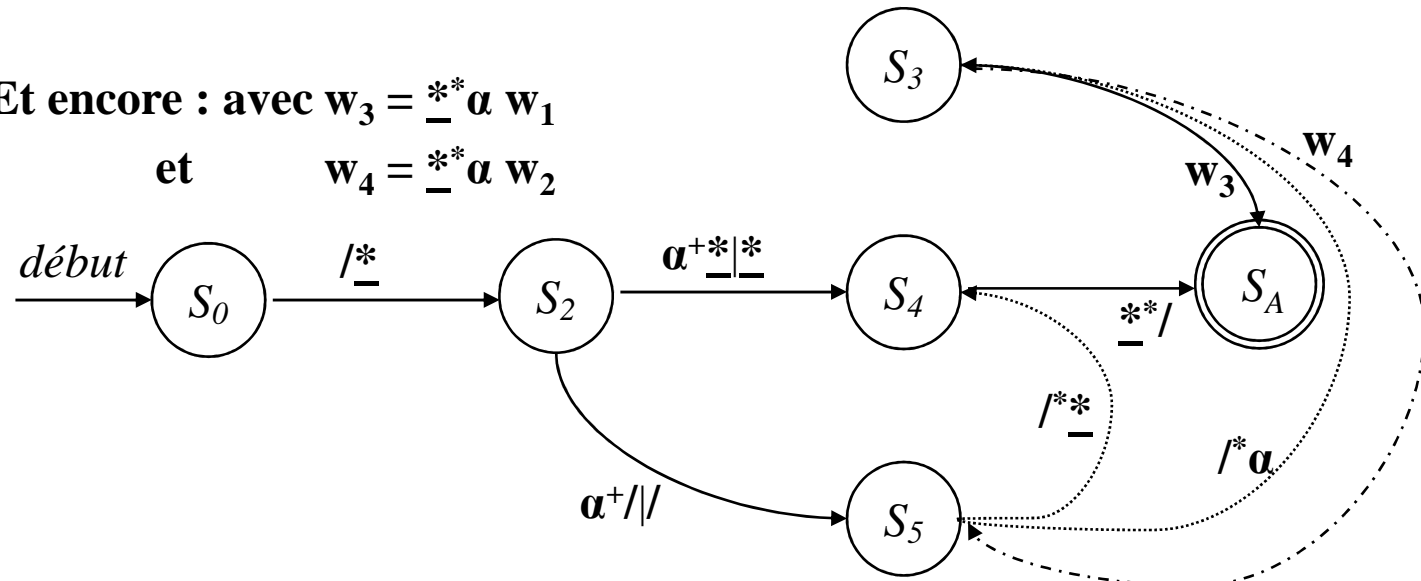 Et encore : avec w₃ = *̲*α w₁
et w₄ = *̲*α w₂
début
S₀
/*̲
S₂
α⁺*̲|*̲
S₄
*̲*/
S_A
S₃
w₃
w₄
/**̲
/*α
α⁺/|/
S₅